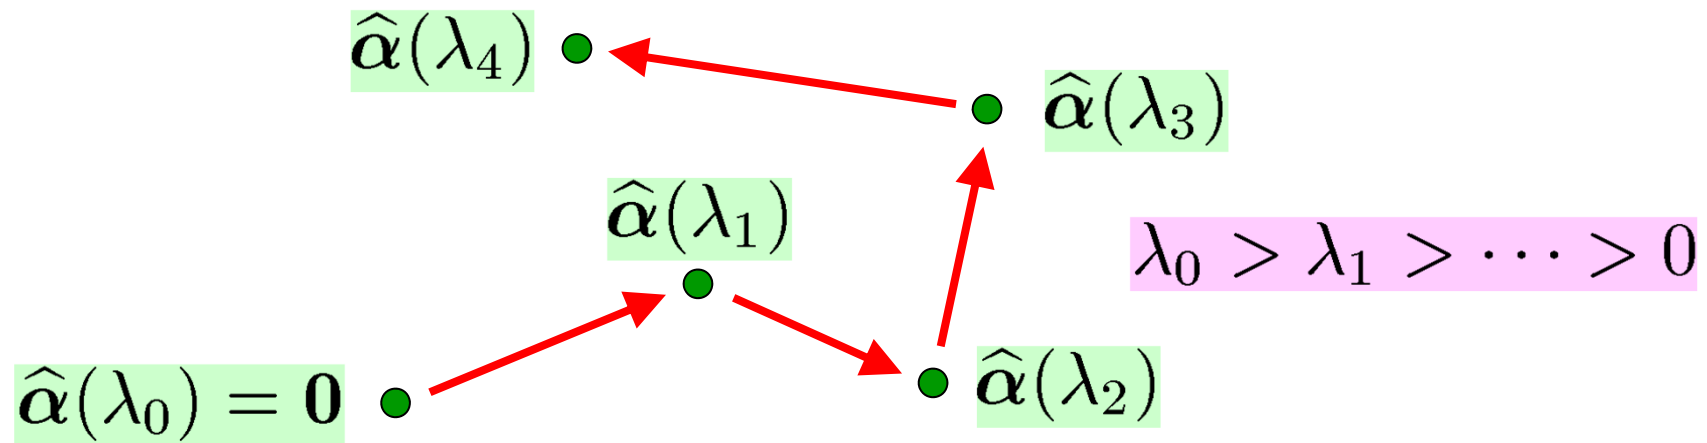 α̂(λ₄)
α̂(λ₃)
α̂(λ₁)
λ₀ > λ₁ > ⋯ > 0
α̂(λ₂)
α̂(λ₀) = 0